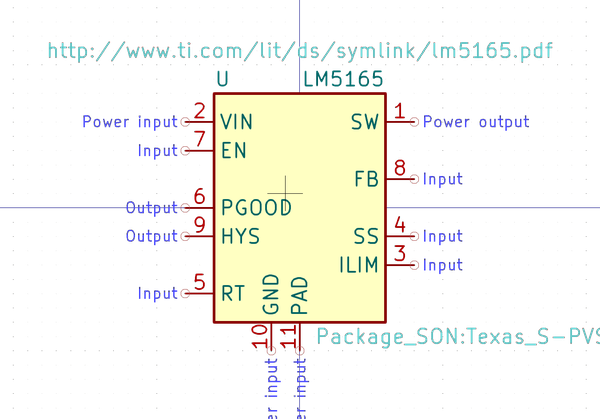 http://www.ti.com/lit/ds/symlink/lm5165.pdf
U LM5165
Power input 2 VIN SW 1 Power output
Input 7 EN
FB 8 Input
Output 6 PGOOD
Output 9 HYS SS 4 Input
ILIM 3 Input
Input 5 RT
GND PAD
10 11
Package_SON:Texas_S-PVS
er input er input